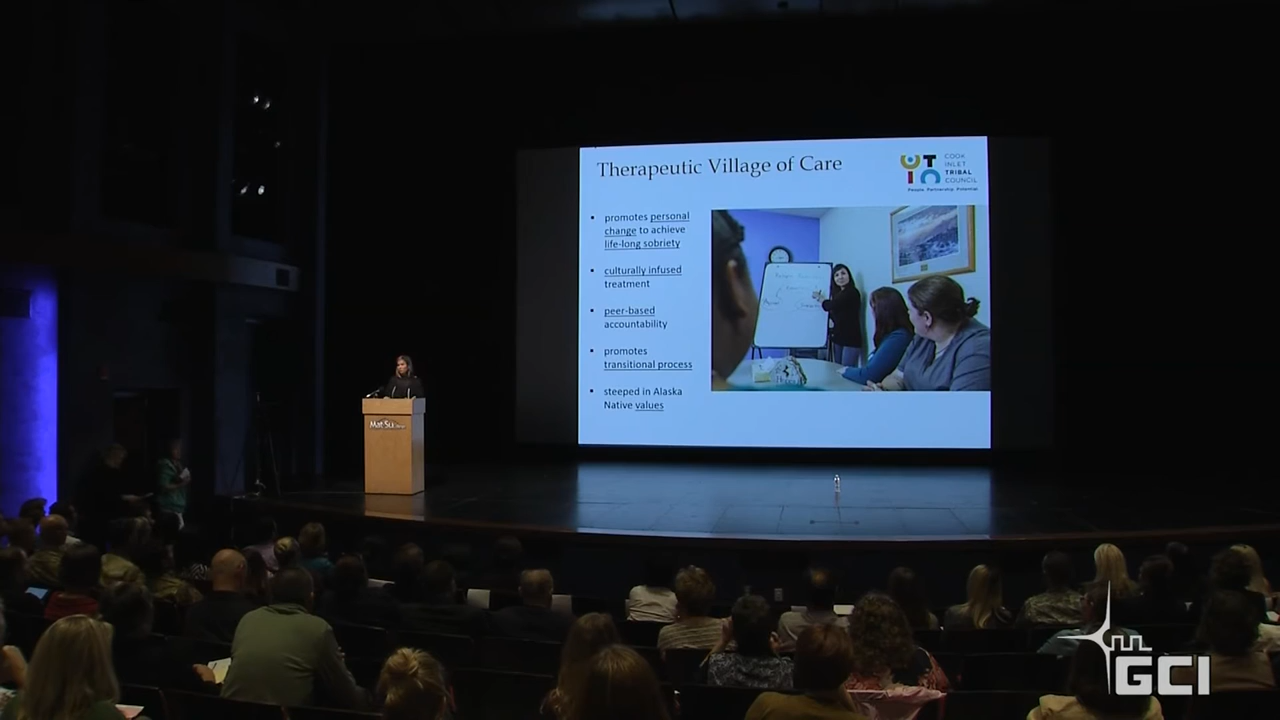 Therapeutic Village of Care
COOK
INLET
TRIBAL
COUNCIL
People. Partnership. Potential.
• promotes personal
change to achieve
life-long sobriety
• culturally infused
treatment
• peer-based
accountability
• promotes
transitional process
• steeped in Alaska
Native values
Mat-Su
GCI